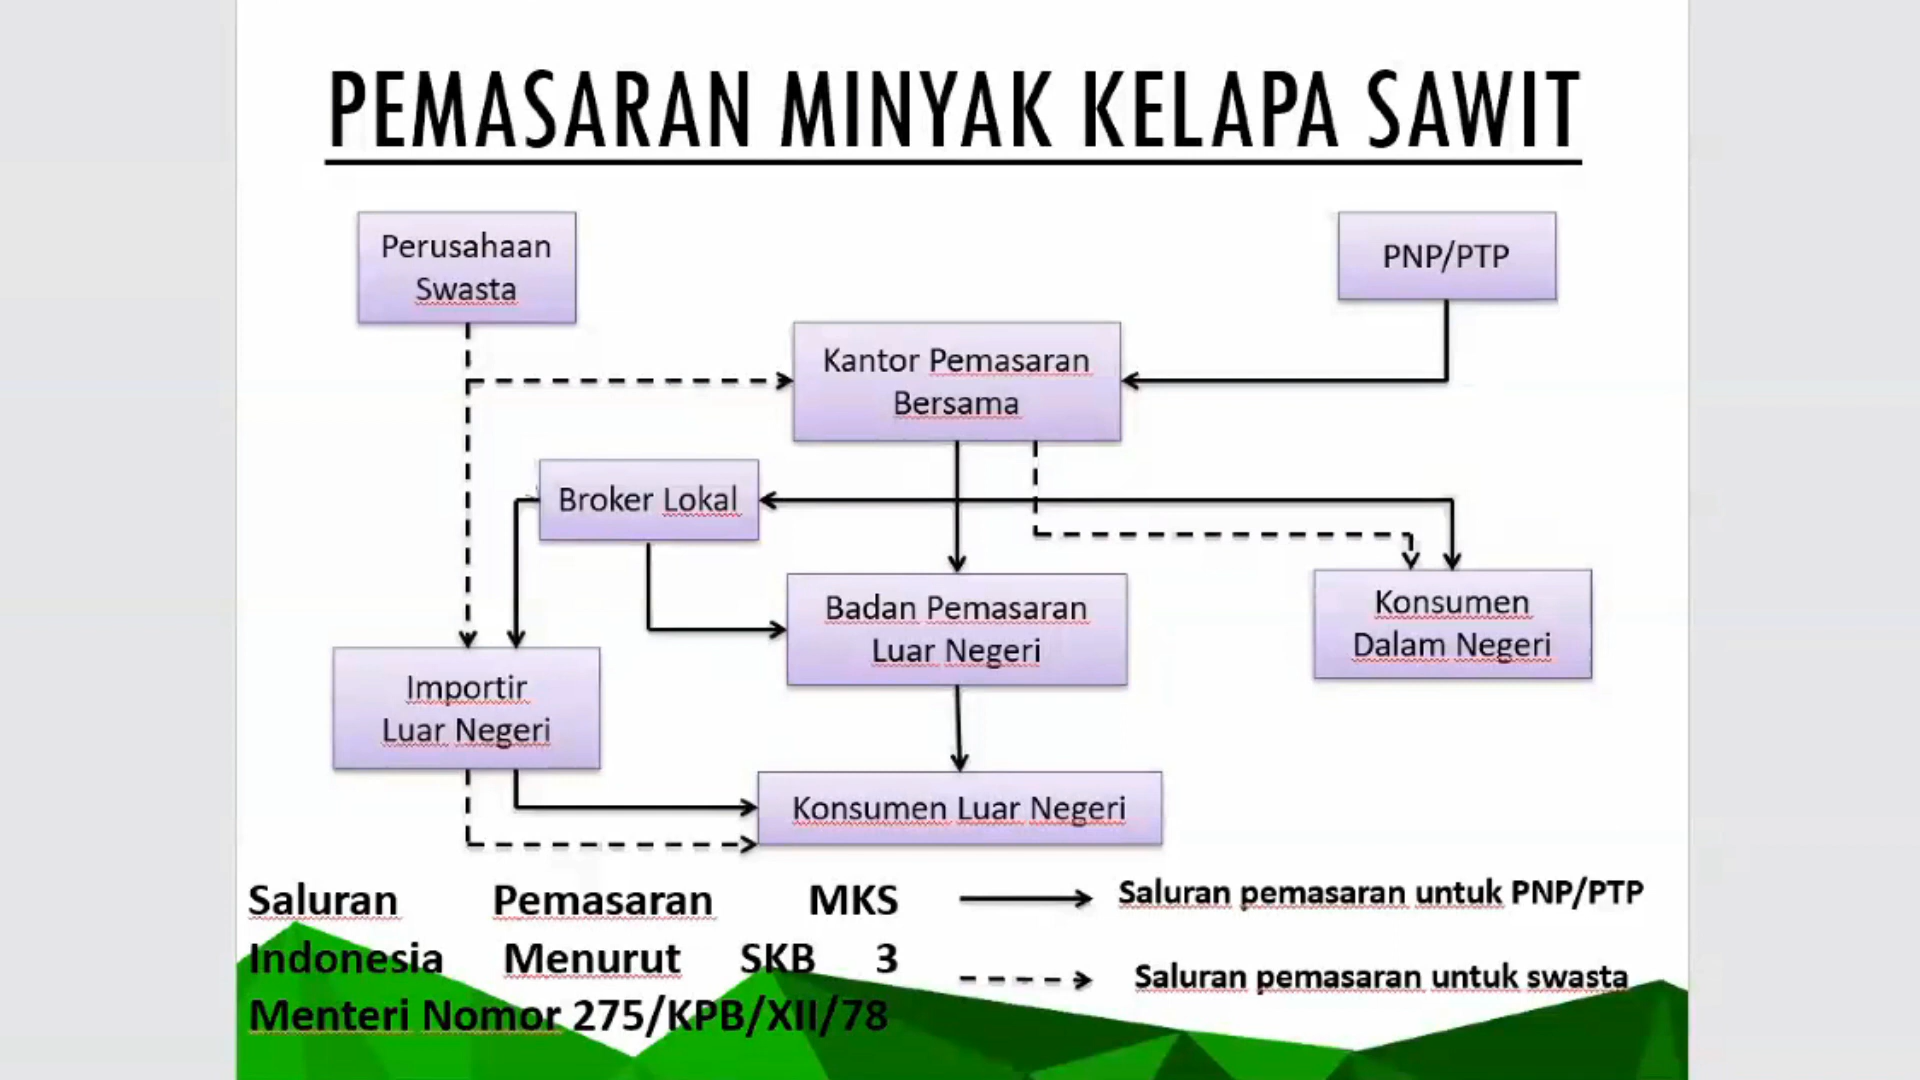 PEMASARAN MINYAK KELAPA SAWIT
Perusahaan
Swasta
PNP/PTP
Kantor Pemasaran
Bersama
Broker Lokal
Badan Pemasaran
Luar Negeri
Konsumen
Dalam Negeri
Importir
Luar Negeri
Konsumen Luar Negeri
Saluran Pemasaran MKS
Indonesia Menurut SKB 3
Menteri Nomor 275/KPB/XII/78
Saluran pemasaran untuk PNP/PTP
Saluran pemasaran untuk swasta